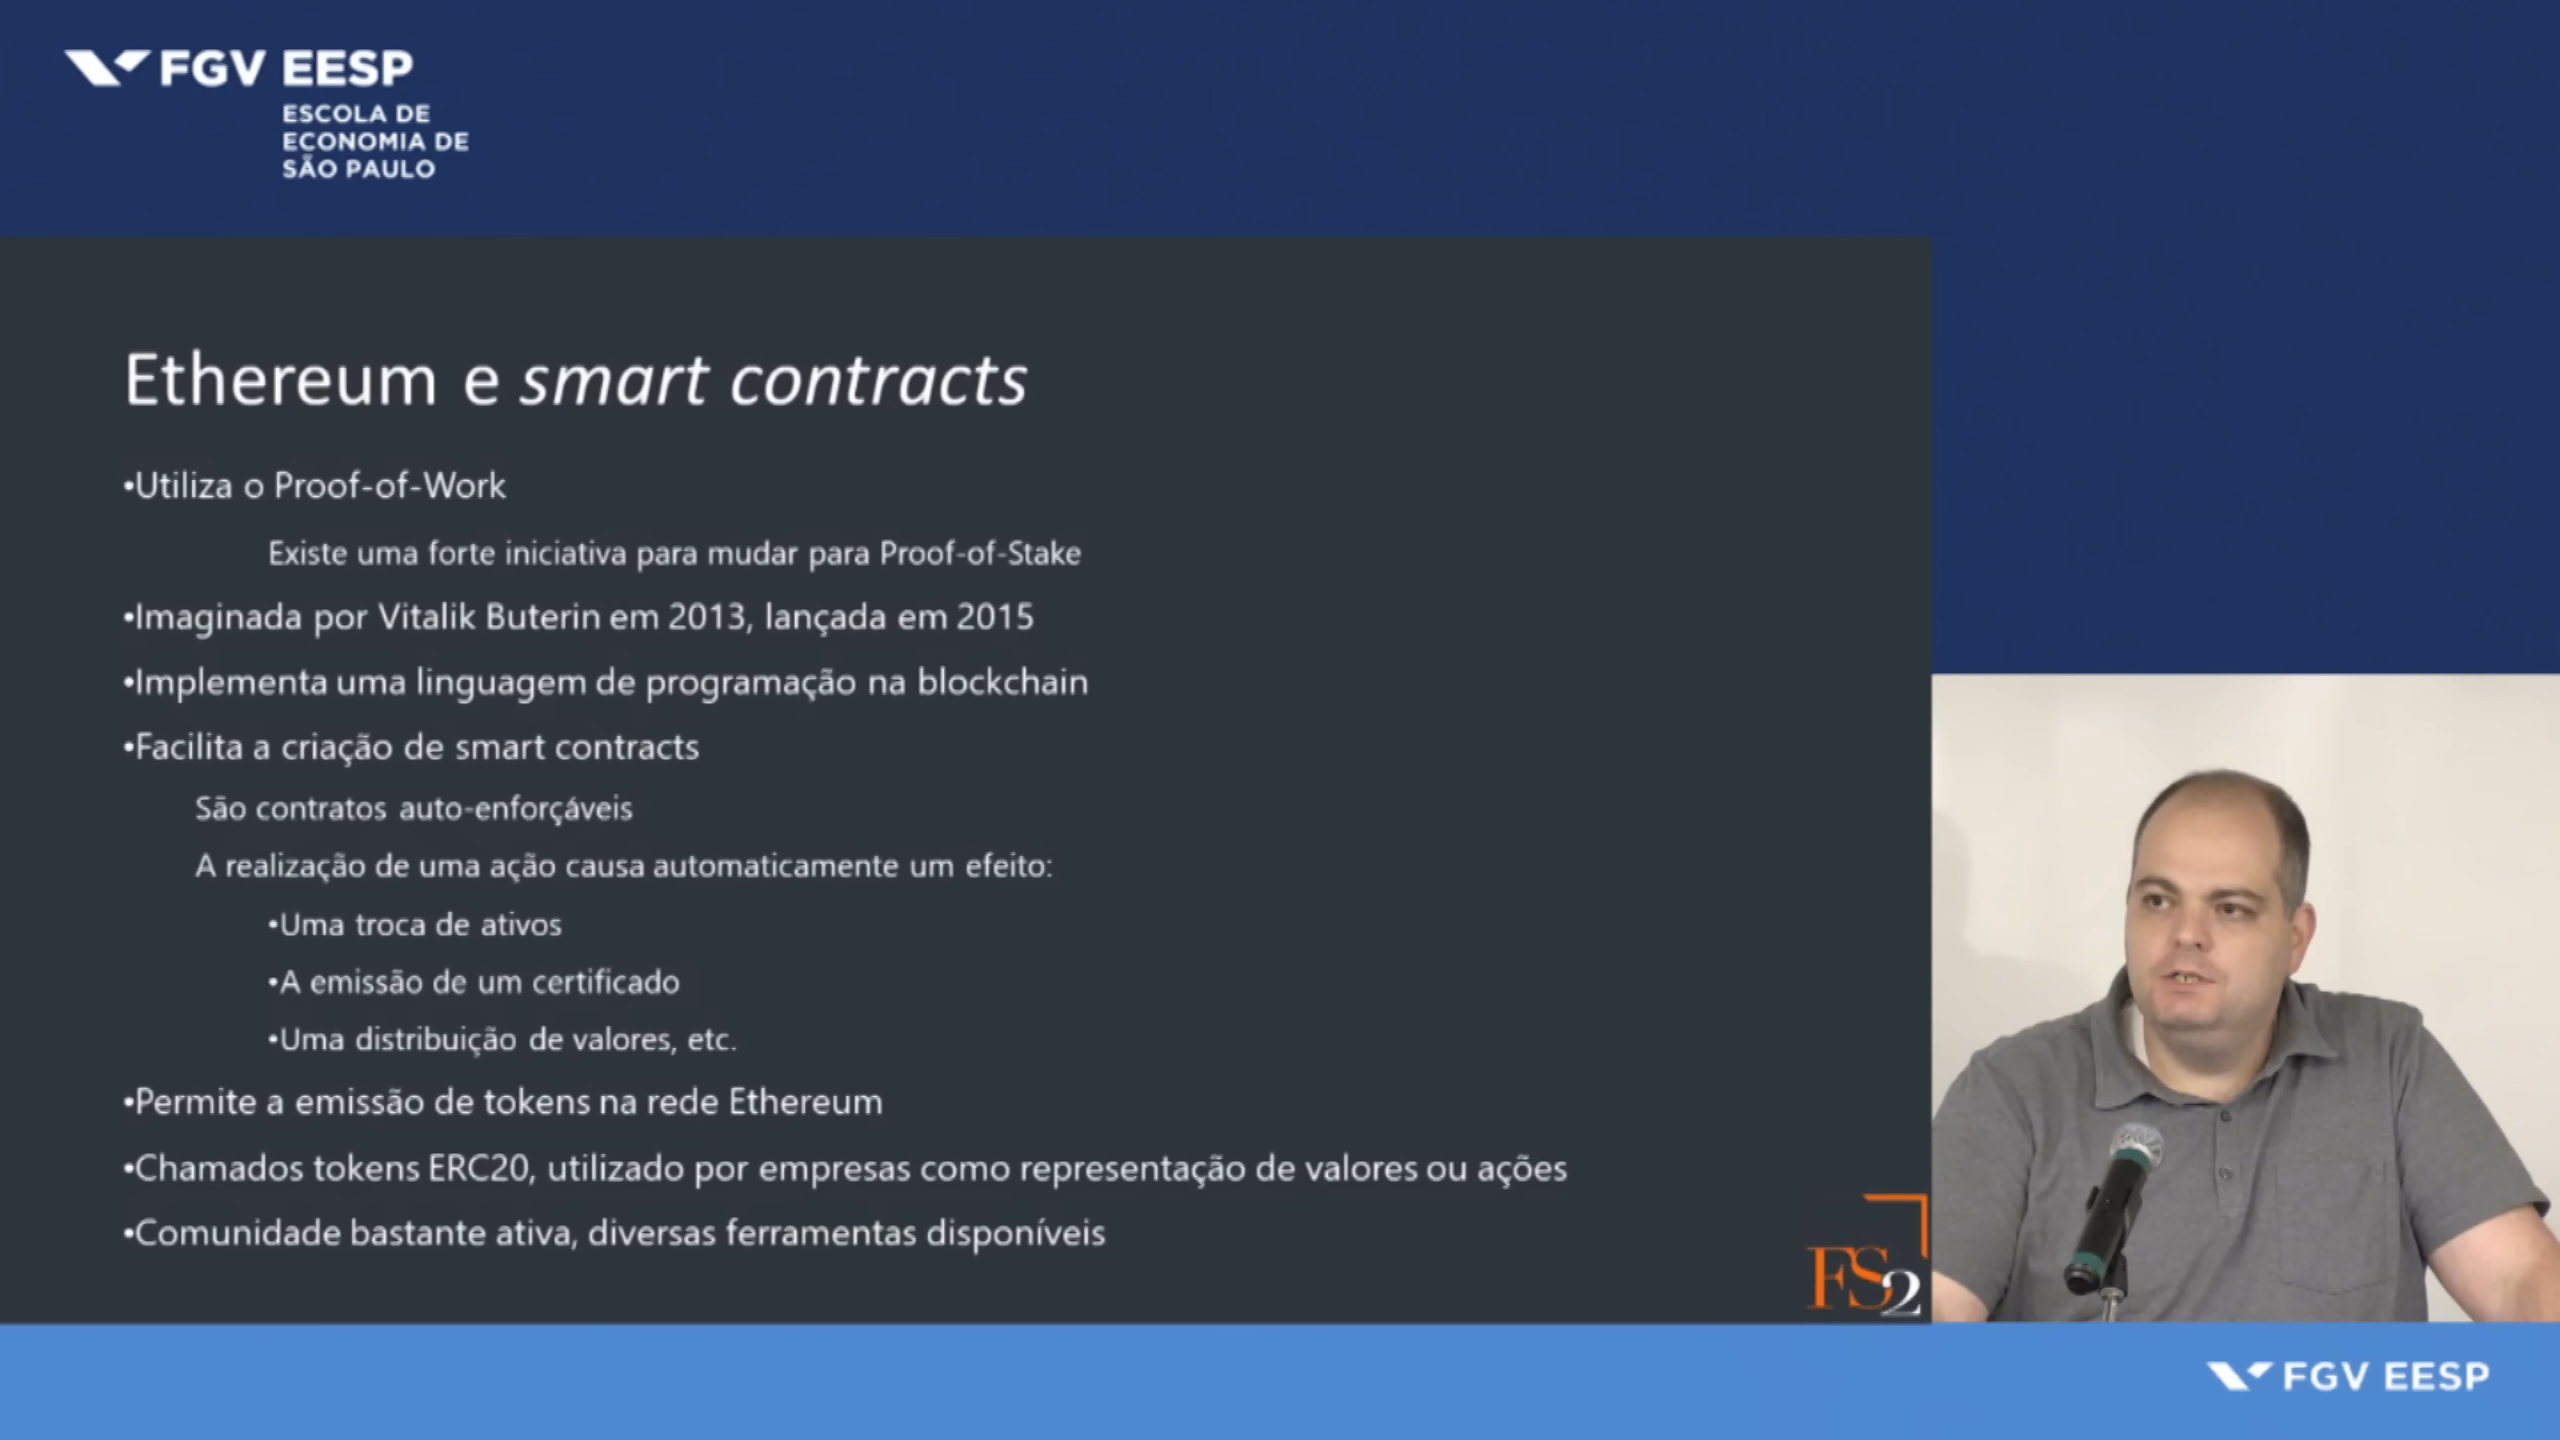 FGV EESP
ESCOLA DE
ECONOMIA DE
SÃO PAULO
Ethereum e smart contracts
•Utiliza o Proof-of-Work
Existe uma forte iniciativa para mudar para Proof-of-Stake
•Imaginada por Vitalik Buterin em 2013, lançada em 2015
•Implementa uma linguagem de programação na blockchain
•Facilita a criação de smart contracts
São contratos auto-enforçáveis
A realização de uma ação causa automaticamente um efeito:
•Uma troca de ativos
•A emissão de um certificado
•Uma distribuição de valores, etc.
•Permite a emissão de tokens na rede Ethereum
•Chamados tokens ERC20, utilizado por empresas como representação de valores ou ações
•Comunidade bastante ativa, diversas ferramentas disponíveis
FS2
FGV EESP